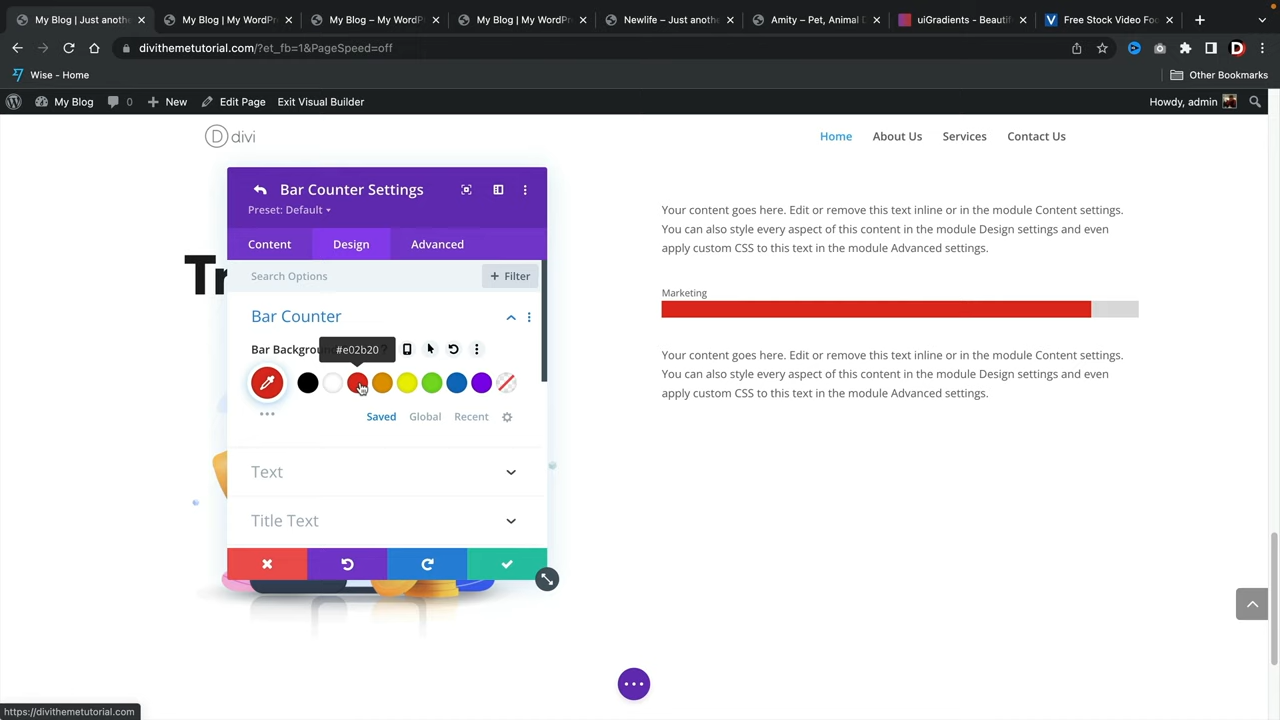 My Blog | Just anothe
My Blog | My WordPr
My Blog – My WordP
My Blog | My WordPr
Newlife – Just anoth
Amity – Pet, Animal D
uiGradients - Beautif
Free Stock Video Foo
divithemetutorial.com/?et_fb=1&PageSpeed=off
Wise - Home
Other Bookmarks
My Blog
0
New
Edit Page
Exit Visual Builder
Howdy, admin
divi
Home
About Us
Services
Contact Us
Bar Counter Settings
Preset: Default
Content
Design
Advanced
Search Options
+ Filter
Bar Counter
Bar Backgroun
#e02b20
?
Saved
Global
Recent
Text
Title Text
Tr
Your content goes here. Edit or remove this text inline or in the module Content settings.
You can also style every aspect of this content in the module Design settings and even
apply custom CSS to this text in the module Advanced settings.
Marketing
Your content goes here. Edit or remove this text inline or in the module Content settings.
You can also style every aspect of this content in the module Design settings and even
apply custom CSS to this text in the module Advanced settings.
https://divithemetutorial.com